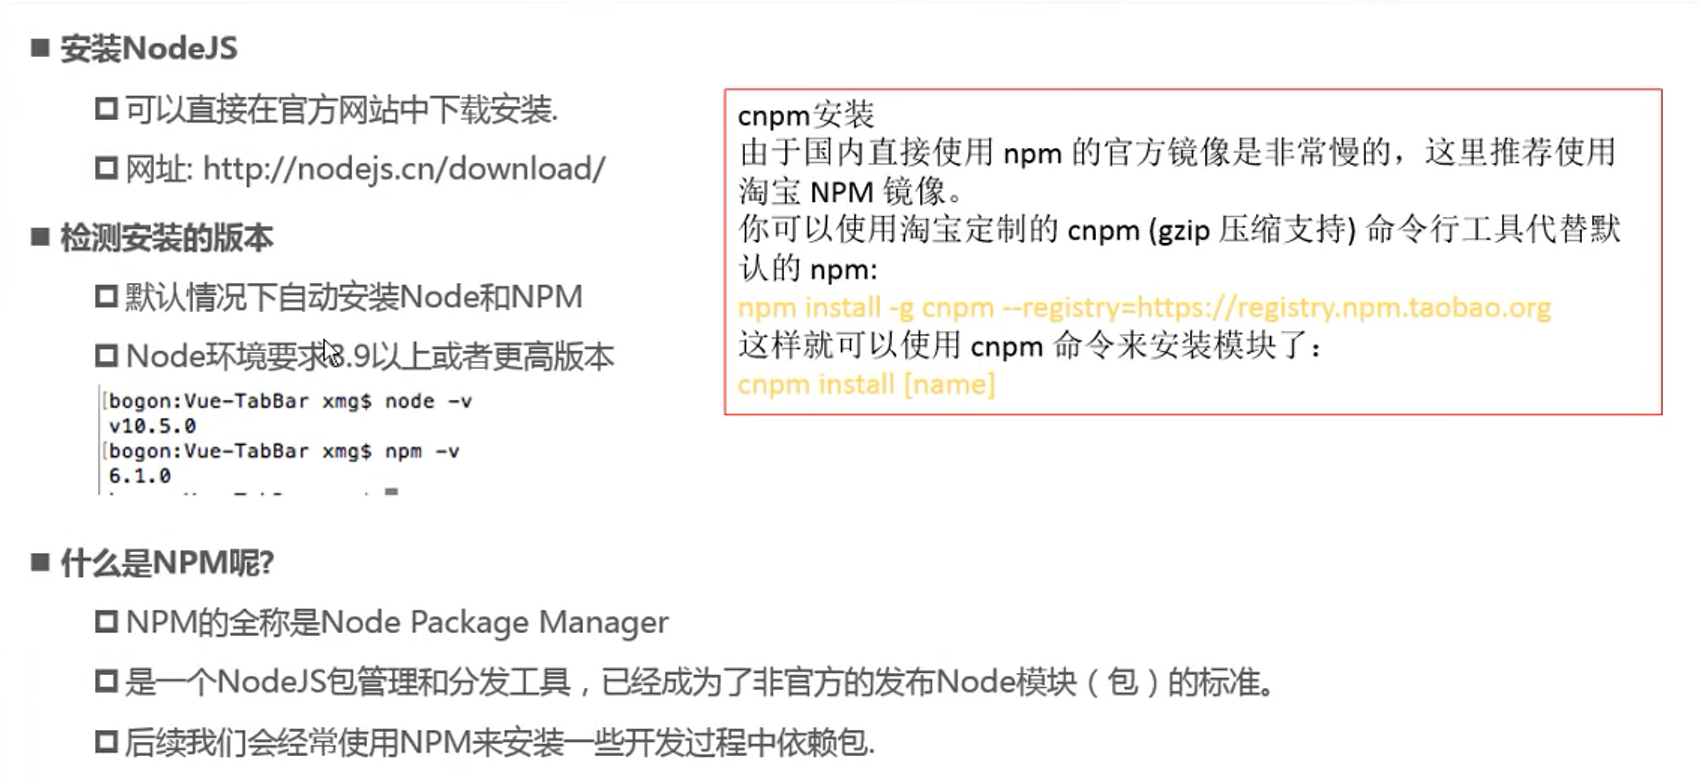 安装NodeJS
可以直接在官方网站中下载安装.
网址: http://nodejs.cn/download/
检测安装的版本
默认情况下自动安装Node和NPM
Node环境要求8.9以上或者更高版本
[bogon:Vue-TabBar xmg$ node -v
v10.5.0
[bogon:Vue-TabBar xmg$ npm -v
6.1.0
cnpm安装
由于国内直接使用 npm 的官方镜像是非常慢的，这里推荐使用
淘宝 NPM 镜像。
你可以使用淘宝定制的 cnpm (gzip 压缩支持) 命令行工具代替默
认的 npm:
npm install -g cnpm --registry=https://registry.npm.taobao.org
这样就可以使用 cnpm 命令来安装模块了：
cnpm install [name]
什么是NPM呢?
NPM的全称是Node Package Manager
是一个NodeJS包管理和分发工具，已经成为了非官方的发布Node模块（包）的标准。
后续我们会经常使用NPM来安装一些开发过程中依赖包.